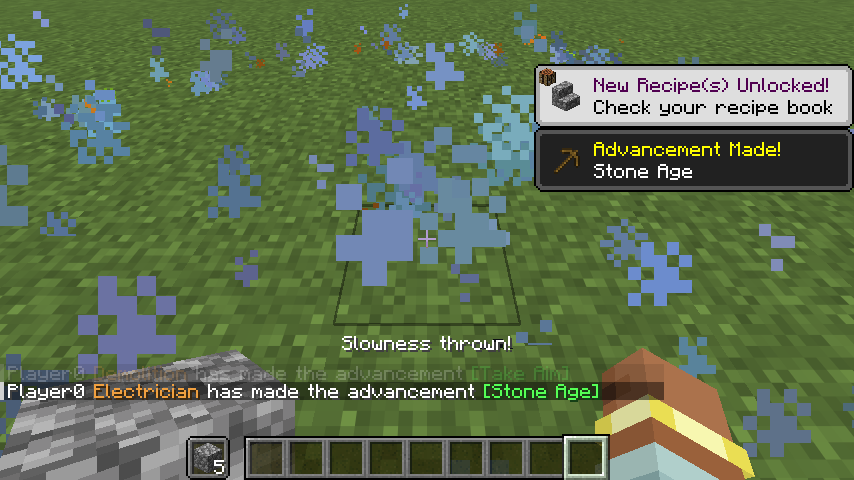 New Recipe(s) Unlocked!
Check your recipe book
Advancement Made!
Stone Age
Slowness thrown!
Player0 Demolition has made the advancement [Take Aim]
Player0 Electrician has made the advancement [Stone Age]
5